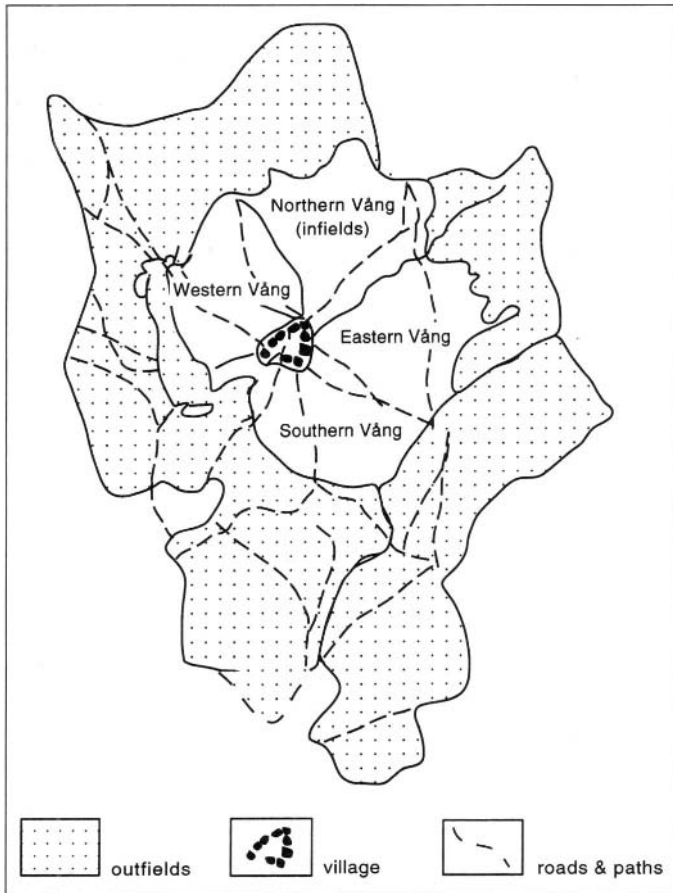 Northern Vång
(infields)
Western Vång
Eastern Vång
Southern Vång
outfields
village
roads & paths